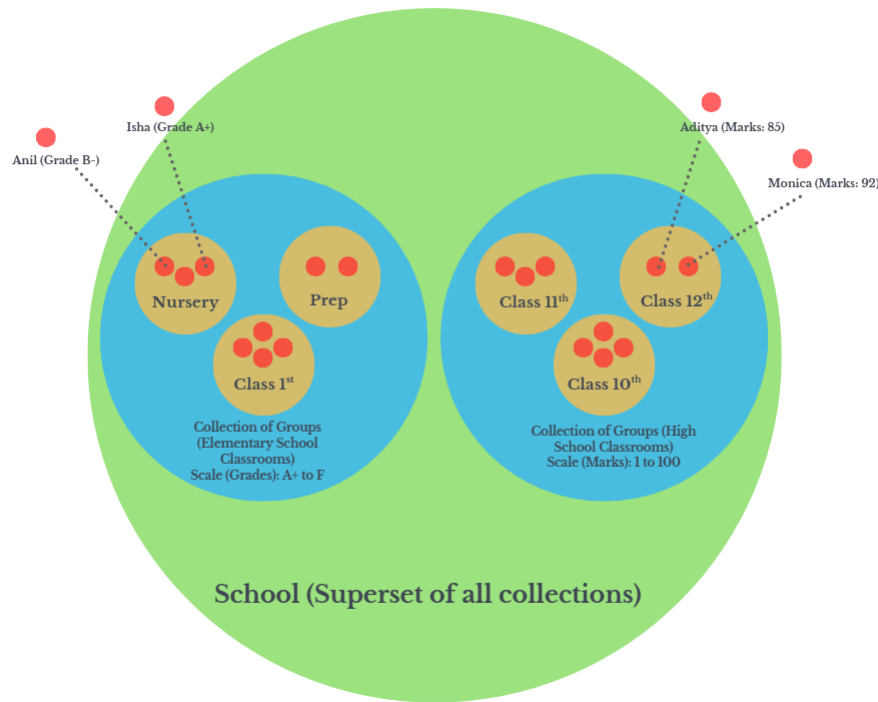 Isha (Grade A+)
Anil (Grade B-)
Aditya (Marks: 85)
Monica (Marks: 92)
Nursery
Prep
Class 1st
Collection of Groups
(Elementary School
Classrooms)
Scale (Grades): A+ to F
Class 11th
Class 12th
Class 10th
Collection of Groups (High
School Classrooms)
Scale (Marks): 1 to 100
School (Superset of all collections)